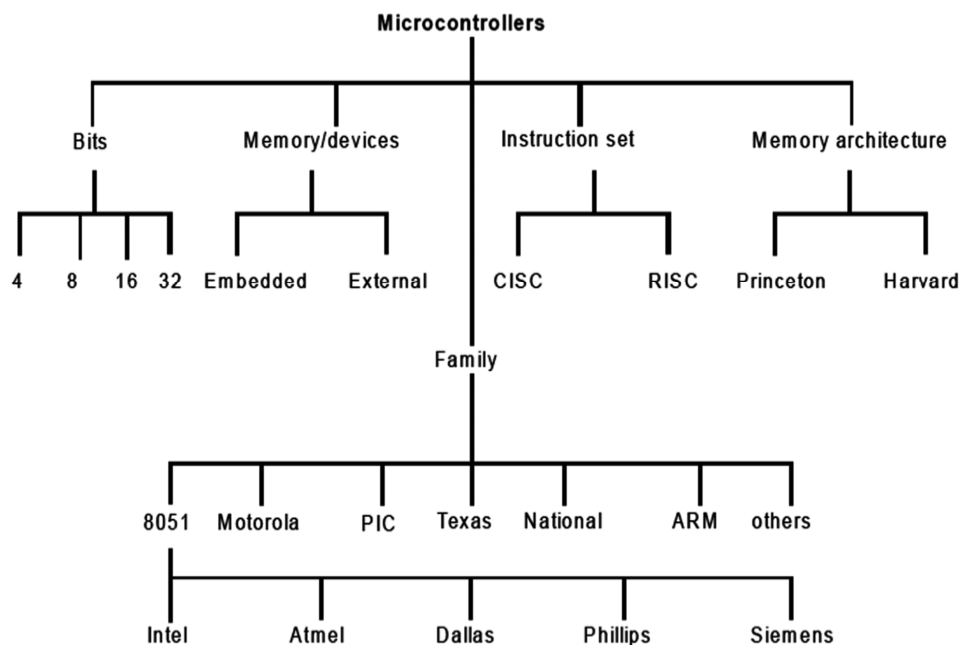 Microcontrollers
Bits Memory/devices Instruction set Memory architecture
4 8 16 32 Embedded External CISC RISC Princeton Harvard
Family
8051 Motorola PIC Texas National ARM others
Intel Atmel Dallas Phillips Siemens